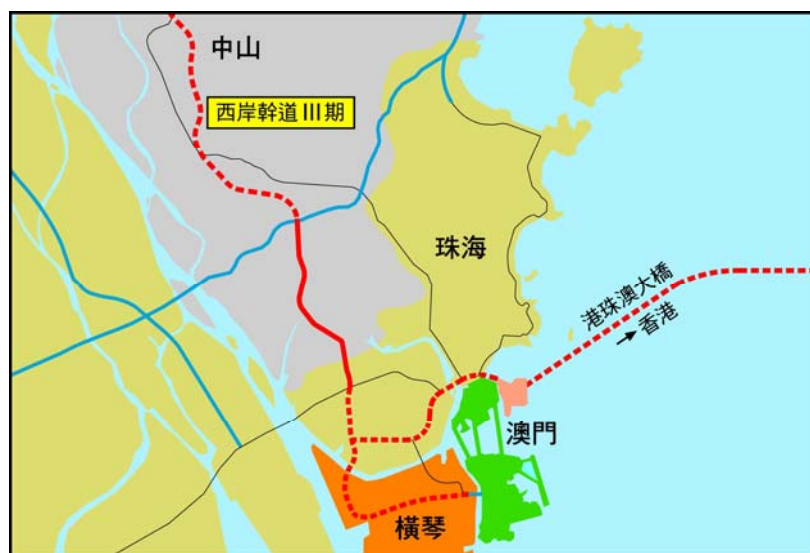 中山
西岸幹道 III 期
珠海
港珠澳大橋
→ 香港
澳門
橫琴